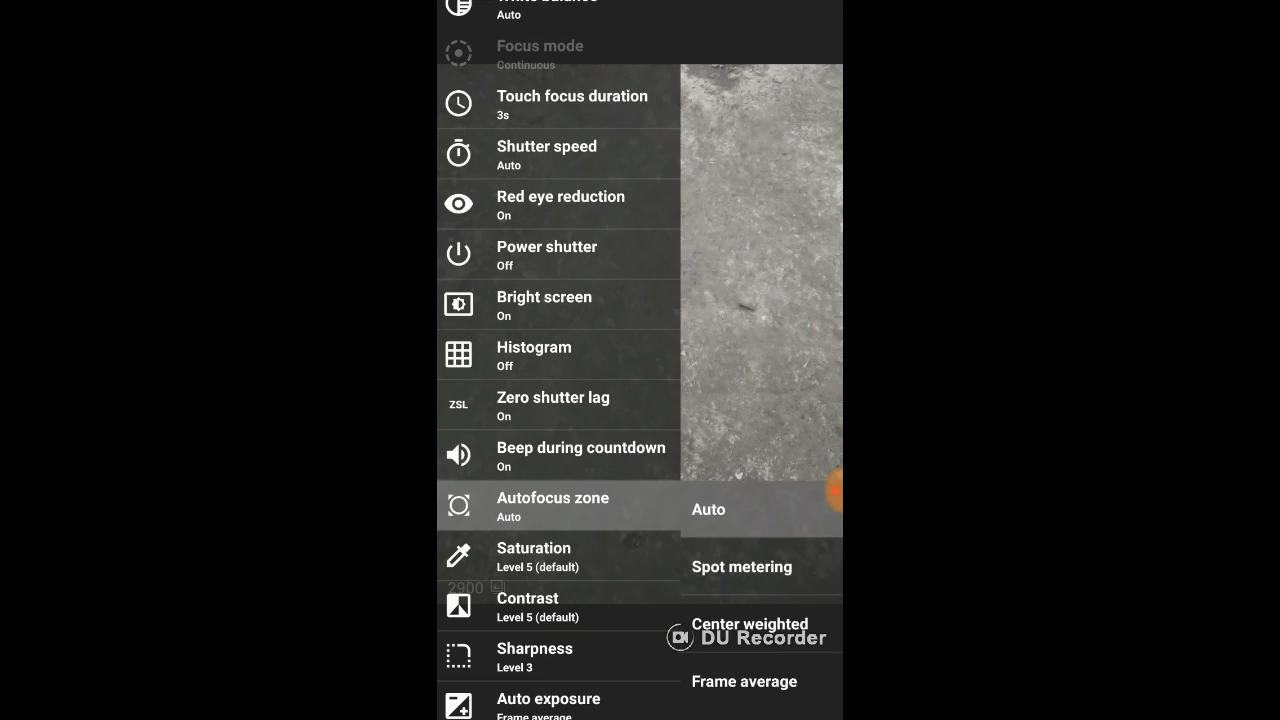 White balance
Auto
Focus mode
Continuous
Touch focus duration
3s
Shutter speed
Auto
Red eye reduction
On
Power shutter
Off
Bright screen
On
Histogram
Off
ZSL
Zero shutter lag
On
Beep during countdown
On
Autofocus zone
Auto
Saturation
Level 5 (default)
2900
Contrast
Level 5 (default)
Sharpness
Level 3
Auto exposure
Frame average
Auto
Spot metering
Center weighted
DU Recorder
Frame average